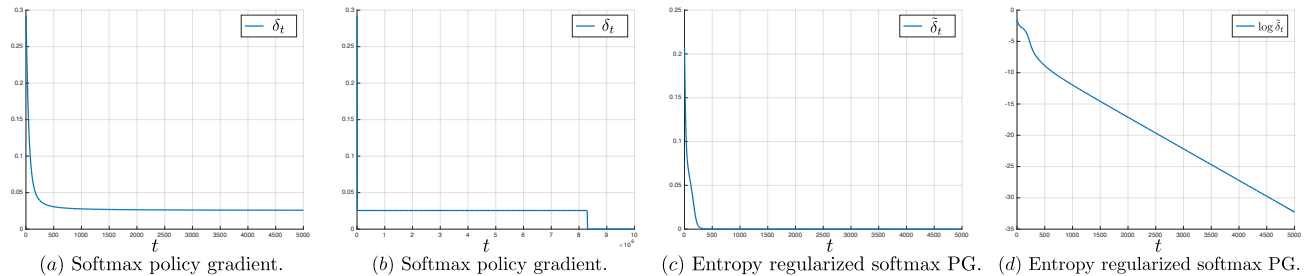 0.3
0.25
0.2
0.15
0.1
0.05
0
0 500 1000 1500 2000 2500 3000 3500 4000 4500 5000
δt
t
(a) Softmax policy gradient.
0.3
0.25
0.2
0.15
0.1
0.05
0
0 1 2 3 4 5 6 7 8 9 10
×10⁶
δt
t
(b) Softmax policy gradient.
0.25
0.2
0.15
0.1
0.05
0
0 500 1000 1500 2000 2500 3000 3500 4000 4500 5000
δ̃t
t
(c) Entropy regularized softmax PG.
0
-5
-10
-15
-20
-25
-30
-35
0 500 1000 1500 2000 2500 3000 3500 4000 4500 5000
log δ̃t
t
(d) Entropy regularized softmax PG.